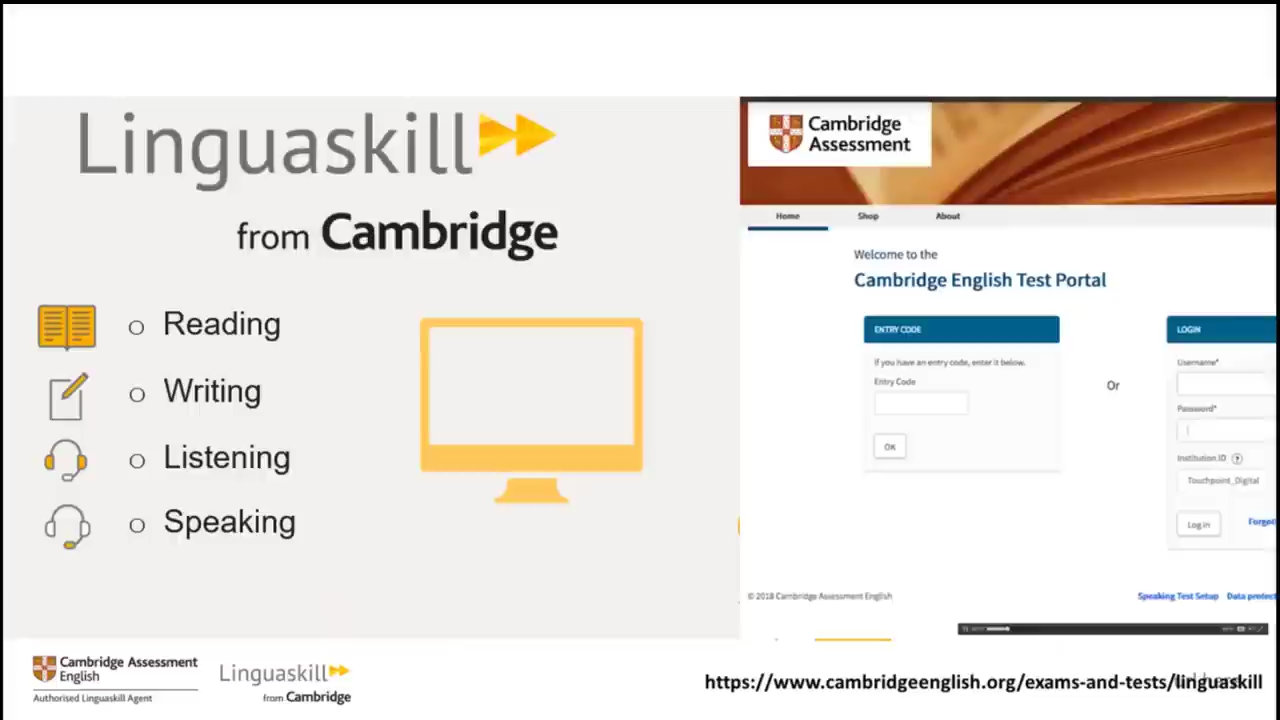 Linguaskill
from Cambridge
o Reading
o Writing
o Listening
o Speaking
Cambridge
Assessment
Home Shop About
Welcome to the
Cambridge English Test Portal
ENTRY CODE
If you have an entry code, enter it below.
Entry Code
OK
Or
LOGIN
Username*
Password*
Institution ID ?
Touchpoint_Digital
Log in
© 2018 Cambridge Assessment English
Speaking Test Setup
Cambridge Assessment
English
Authorised Linguaskill Agent
Linguaskill
from Cambridge
https://www.cambridgeenglish.org/exams-and-tests/linguaskill